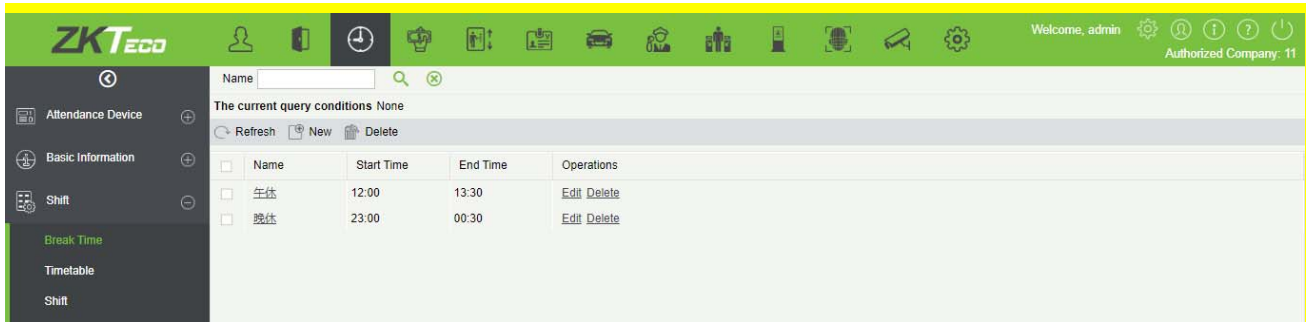 ZKTeco
Welcome, admin
Authorized Company: 11
Name
Attendance Device
The current query conditions None
Refresh New Delete
Basic Information
Name Start Time End Time Operations
Shift
午休 12:00 13:30 Edit Delete
晚休 23:00 00:30 Edit Delete
Break Time
Timetable
Shift